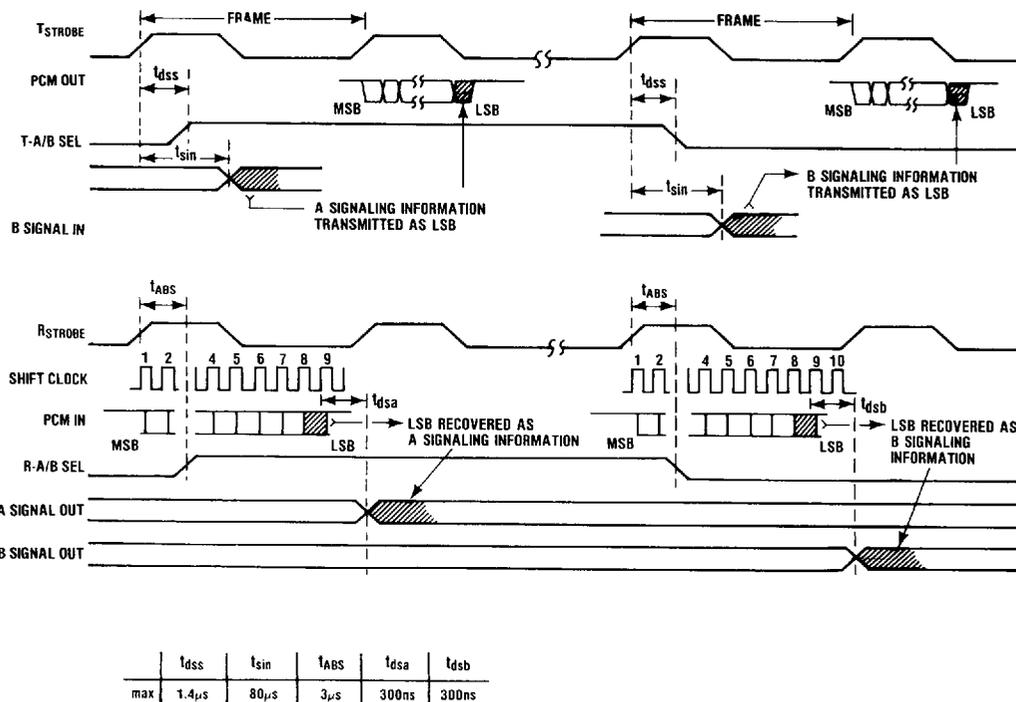 FRAME FRAME
TSTROBE
tdss tdss
PCM OUT
MSB LSB MSB LSB
T-A/B SEL
tsin tsin
A SIGNALING INFORMATION
TRANSMITTED AS LSB
B SIGNALING INFORMATION
TRANSMITTED AS LSB
B SIGNAL IN
tABS tABS
RSTROBE
1 2 4 5 6 7 8 9 1 2 4 5 6 7 8 9 10
SHIFT CLOCK
tdsa tdsb
PCM IN
MSB LSB MSB LSB
LSB RECOVERED AS
A SIGNALING INFORMATION
LSB RECOVERED AS
B SIGNALING
INFORMATION
R-A/B SEL
A SIGNAL OUT
B SIGNAL OUT
tdss tsin tABS tdsa tdsb
max 1.4µs 80µs 3µs 300ns 300ns